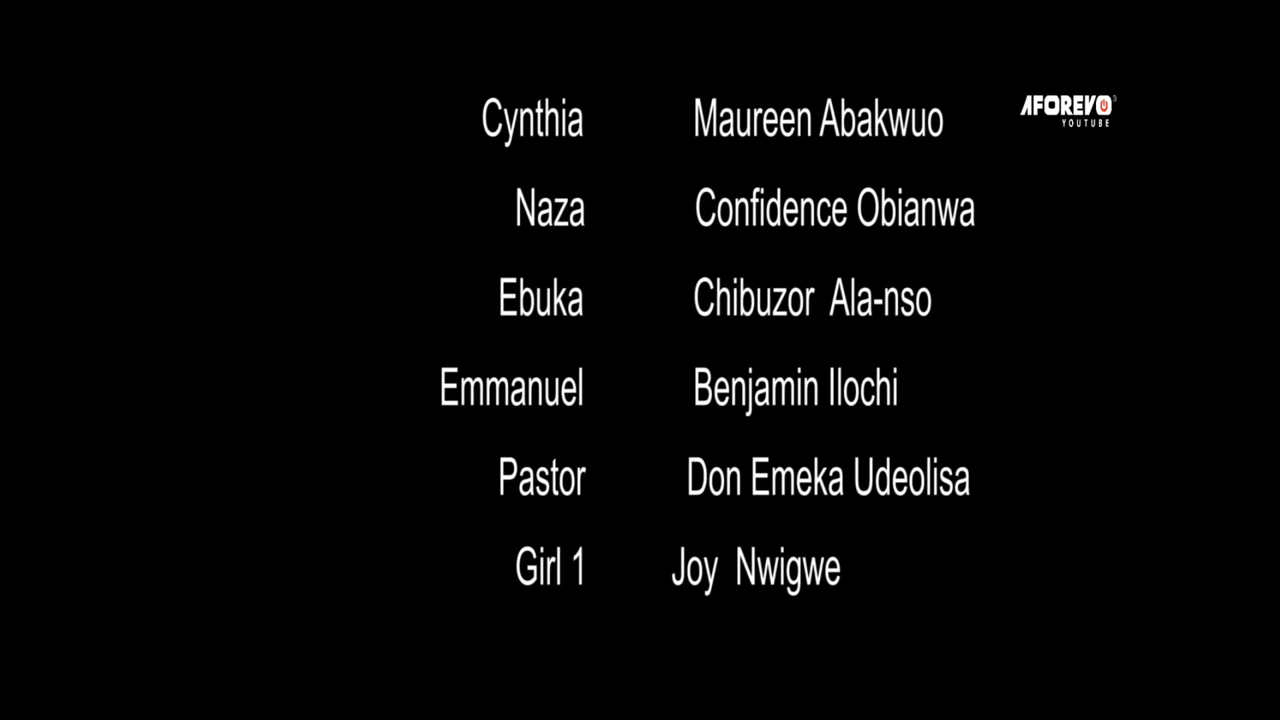 Cynthia Maureen Abakwuo
AFOREVO
YOUTUBE
Naza Confidence Obianwa
Ebuka Chibuzor Ala-nso
Emmanuel Benjamin Ilochi
Pastor Don Emeka Udeolisa
Girl 1 Joy Nwigwe